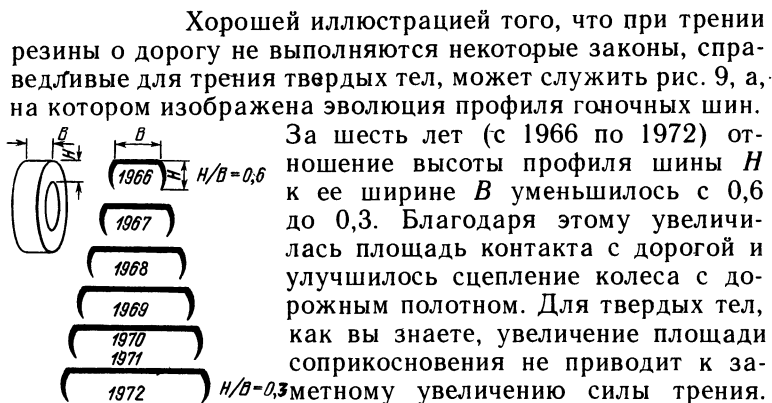 Хорошей иллюстрацией того, что при трении
резины о дорогу не выполняются некоторые законы, спра-
ведливые для трения твердых тел, может служить рис. 9, а,
на котором изображена эволюция профиля гоночных шин.
За шесть лет (с 1966 по 1972) от-
ношение высоты профиля шины H
к ее ширине B уменьшилось с 0,6
до 0,3. Благодаря этому увеличи-
лась площадь контакта с дорогой и
улучшилось сцепление колеса с до-
рожным полотном. Для твердых тел,
как вы знаете, увеличение площади
соприкосновения не приводит к за-
метному увеличению силы трения.
B
H
B
1966
H
H/B=0,6
1967
1968
1969
1970
1971
1972
H/B=0,3